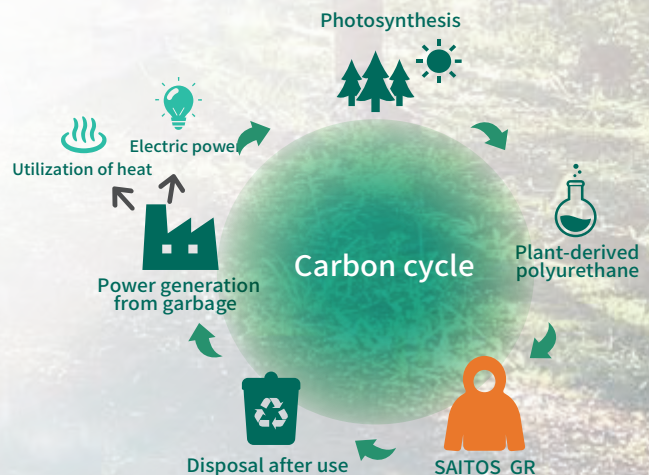 Photosynthesis
Electric power
Utilization of heat
Plant-derived
polyurethane
Carbon cycle
Power generation
from garbage
Disposal after use
SAITOS GR